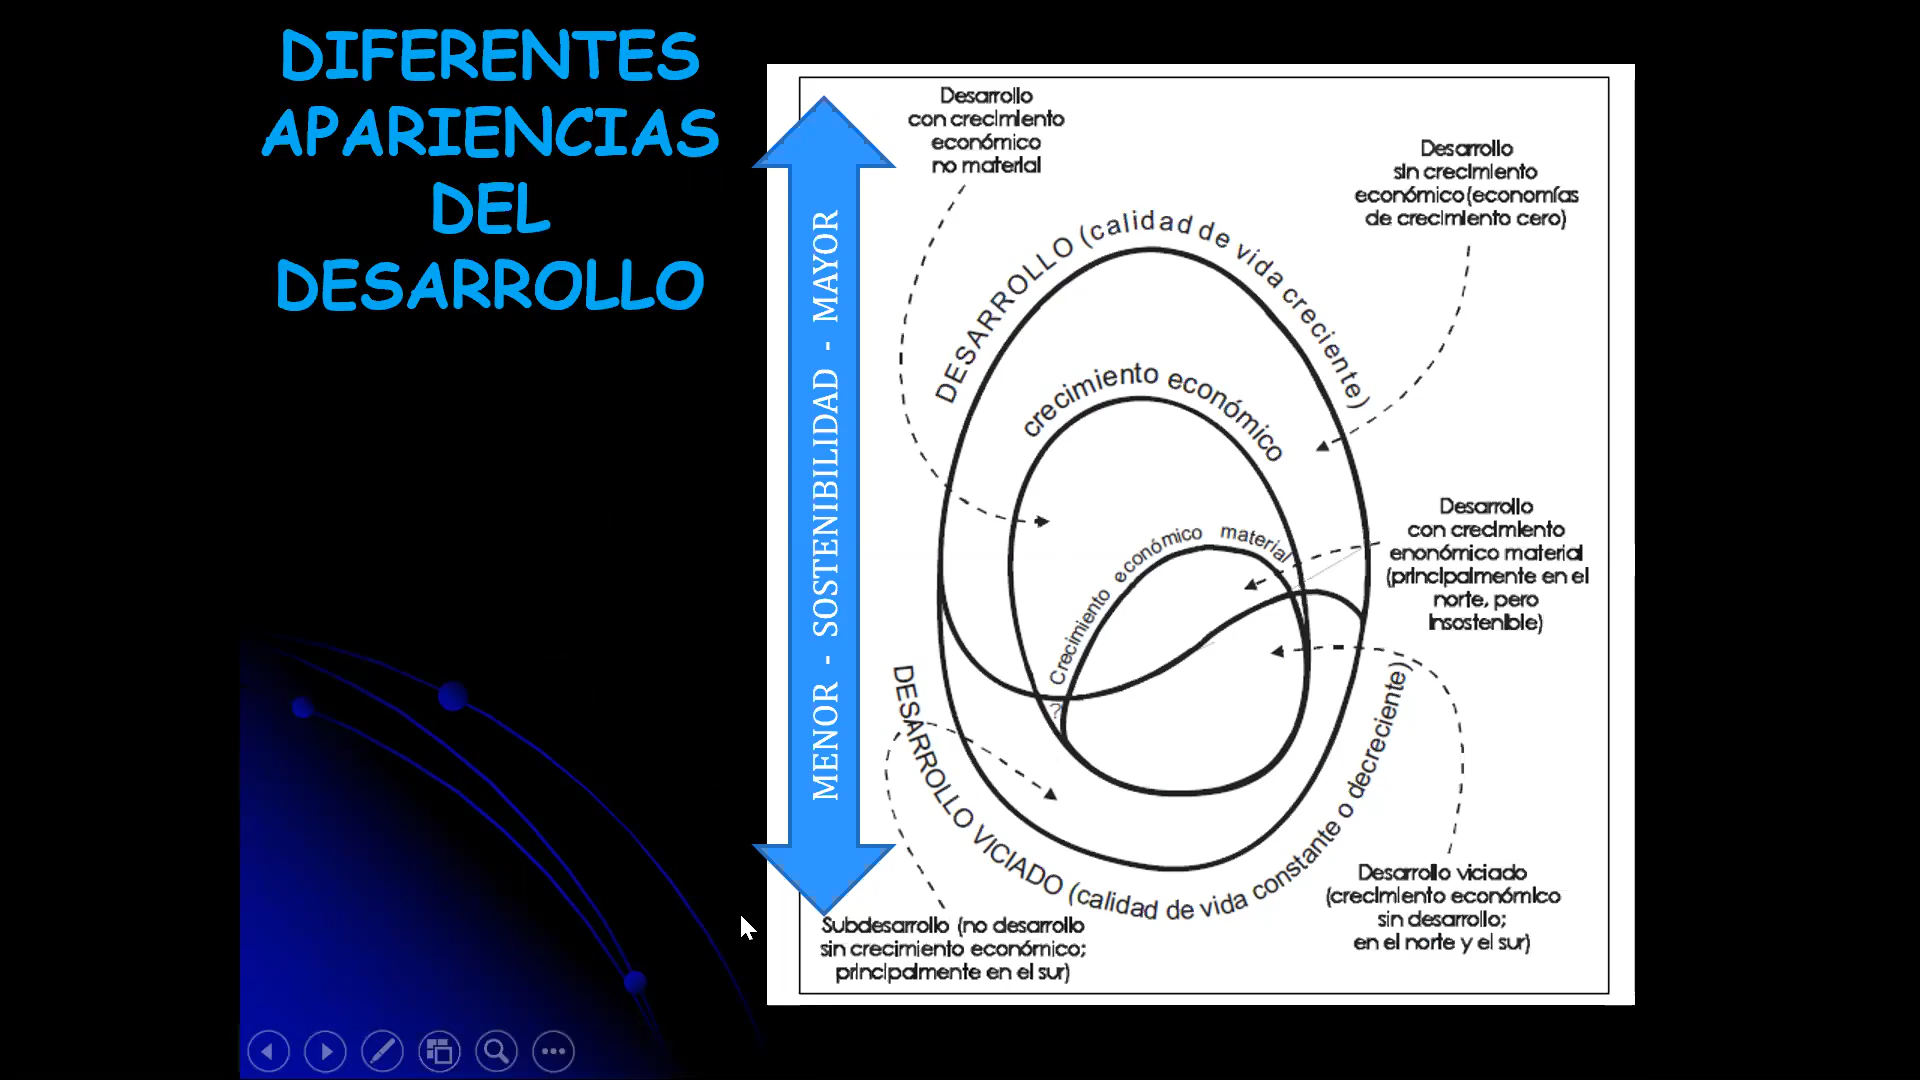 DIFERENTES
APARIENCIAS
DEL
DESARROLLO
MENOR - SOSTENIBILIDAD - MAYOR
Desarrollo
con crecimiento
económico
no material
Desarrollo
sin crecimiento
económico (economías
de crecimiento cero)
DESARROLLO (calidad de vida creciente)
crecimiento económico
Crecimiento económico material
?
Desarrollo
con crecimiento
enonómico material
(principalmente en el
norte, pero
insostenible)
DESARROLLO VICIADO (calidad de vida constante o decreciente)
Desarrollo viciado
(crecimiento económico
sin desarrollo;
en el norte y el sur)
Subdesarrollo (no desarrollo
sin crecimiento económico;
principalmente en el sur)